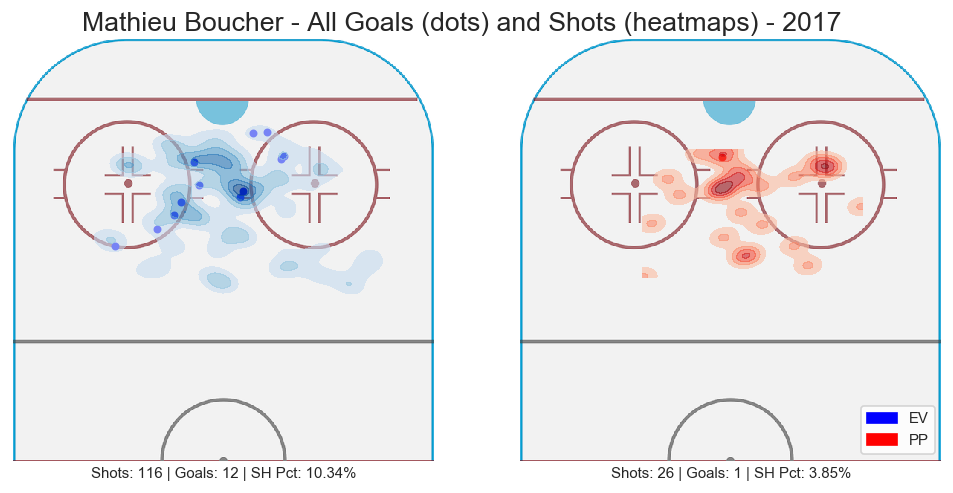 Mathieu Boucher - All Goals (dots) and Shots (heatmaps) - 2017
EV
PP
Shots: 116 | Goals: 12 | SH Pct: 10.34%
Shots: 26 | Goals: 1 | SH Pct: 3.85%